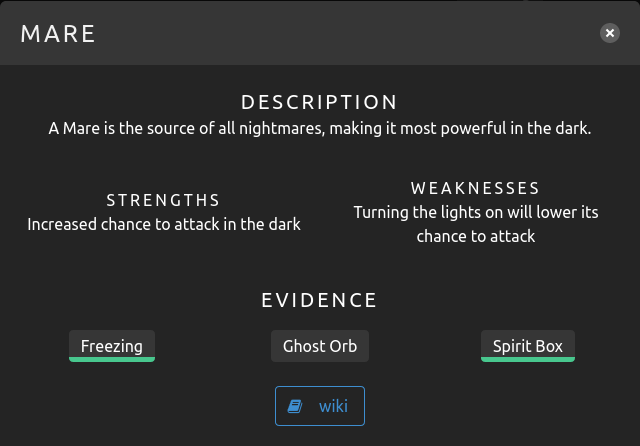 MARE
DESCRIPTION
A Mare is the source of all nightmares, making it most powerful in the dark.
STRENGTHS
Increased chance to attack in the dark
WEAKNESSES
Turning the lights on will lower its
chance to attack
EVIDENCE
Freezing
Ghost Orb
Spirit Box
wiki